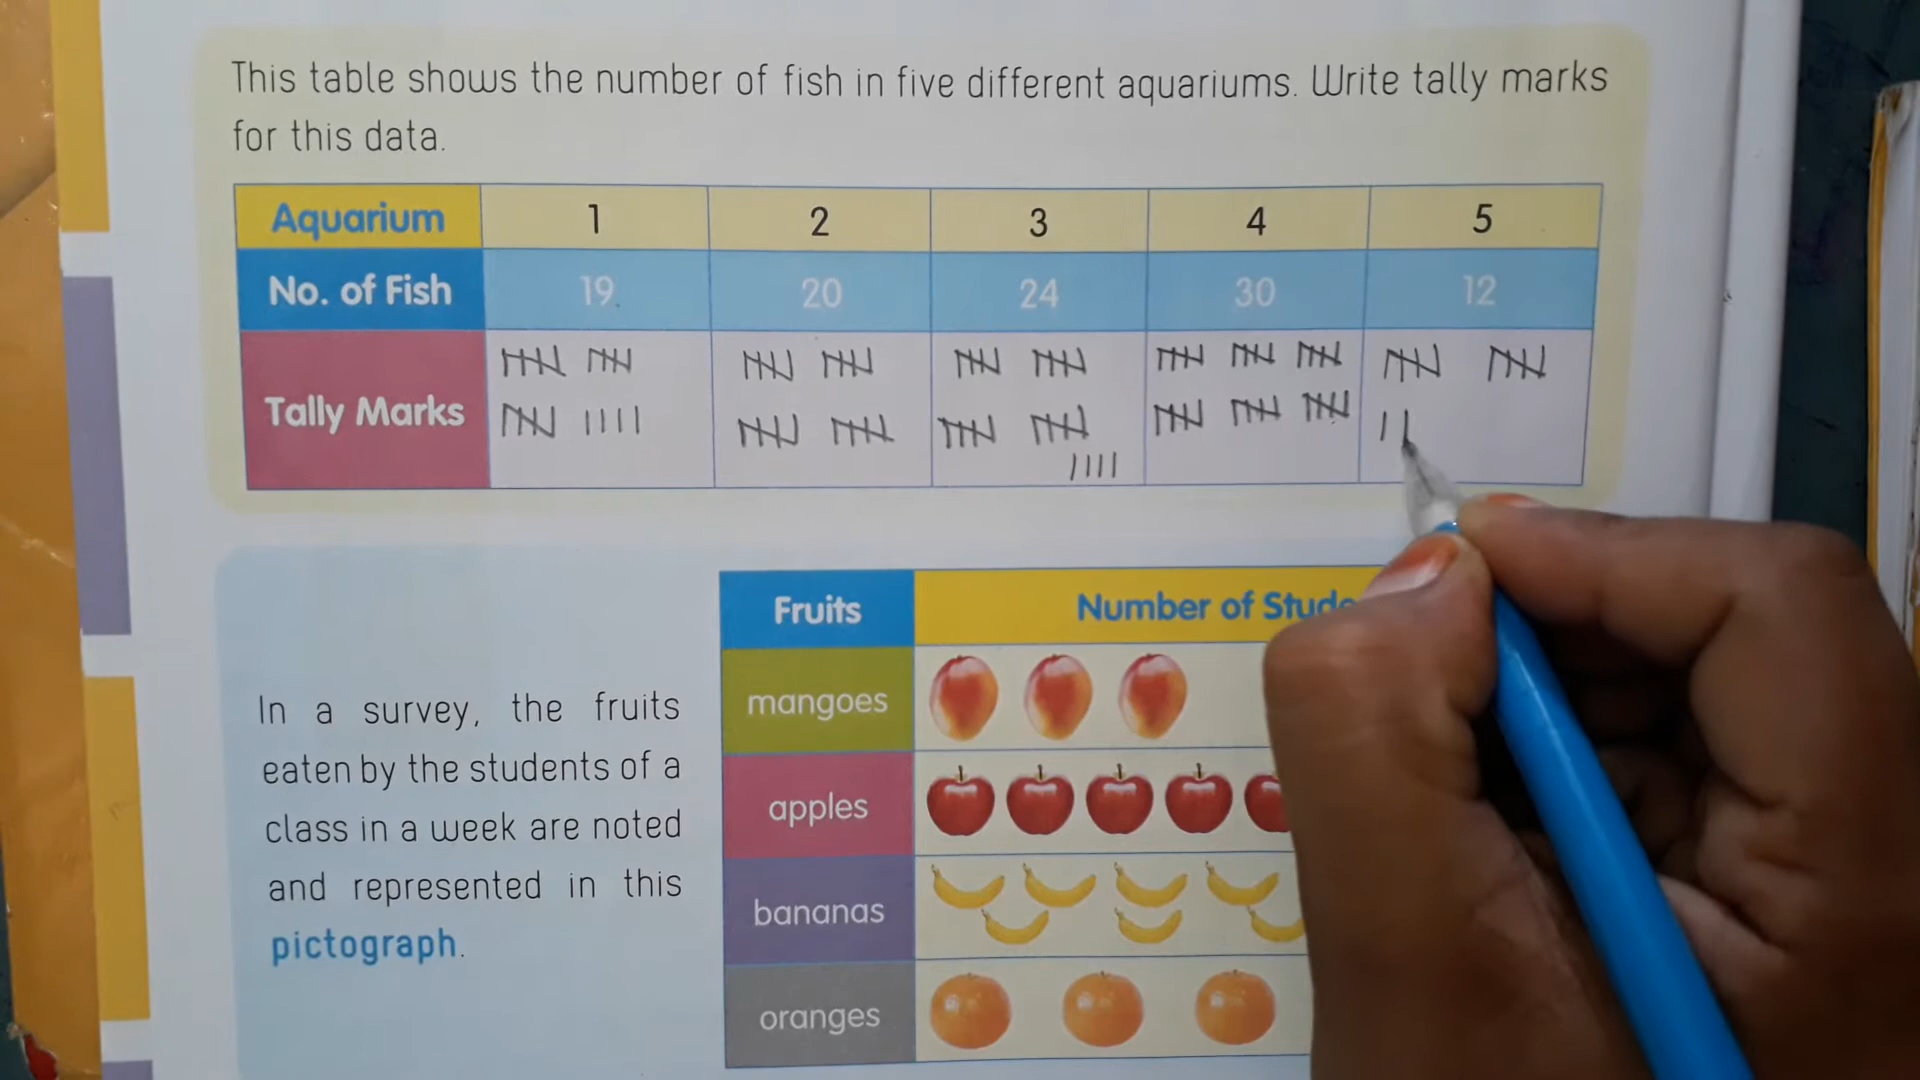 This table shows the number of fish in five different aquariums. Write tally marks
for this data.
Aquarium 1 2 3 4 5
No. of Fish 19 20 24 30 12
Tally Marks
Fruits Number of
mangoes
apples
bananas
oranges
In a survey, the fruits
eaten by the students of a
class in a week are noted
and represented in this
pictograph.